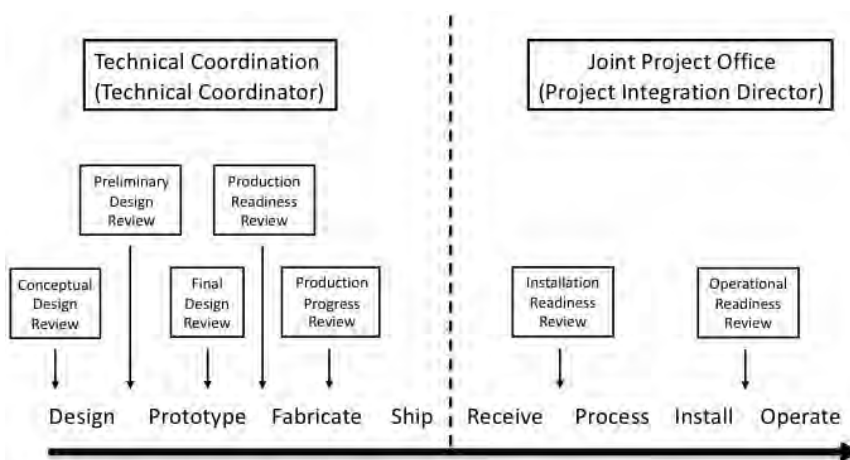 Technical Coordination
(Technical Coordinator)
Joint Project Office
(Project Integration Director)
Preliminary
Design
Review
Production
Readiness
Review
Conceptual
Design
Review
Final
Design
Review
Production
Progress
Review
Installation
Readiness
Review
Operational
Readiness
Review
Design Prototype Fabricate Ship Receive Process Install Operate